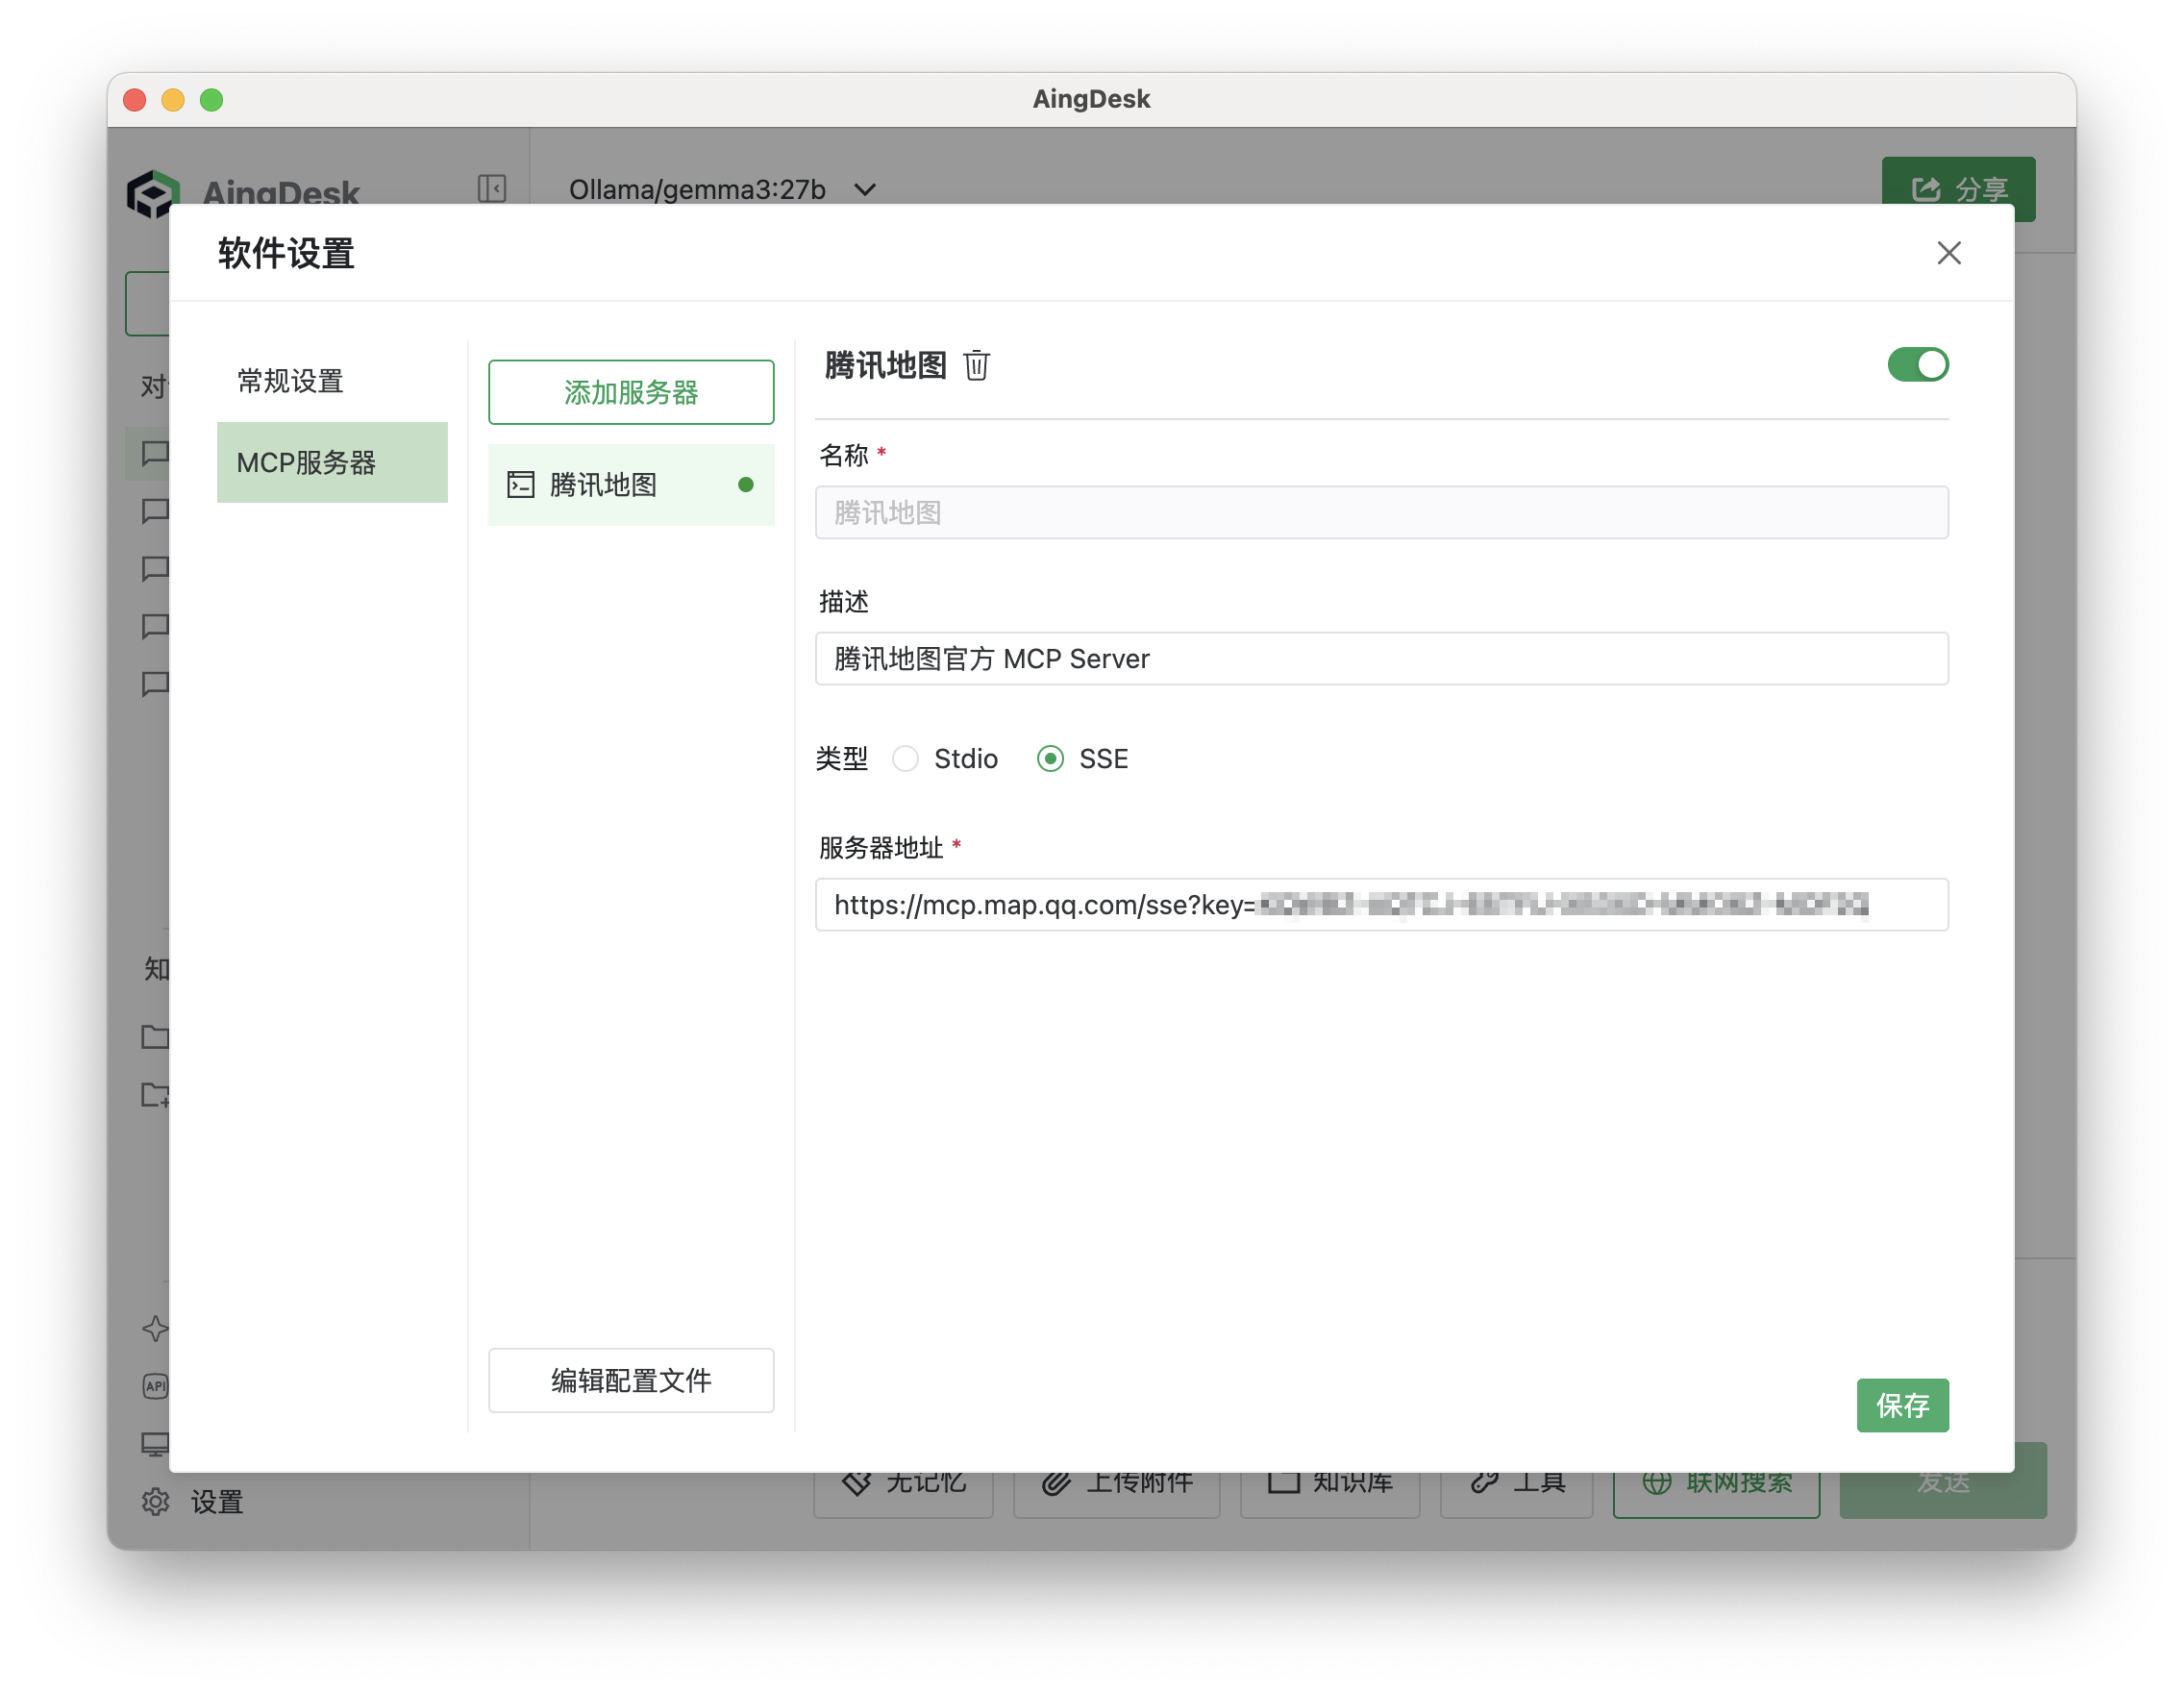 AingDesk
AingDesk
Ollama/gemma3:27b
分享
软件设置
常规设置
MCP服务器
添加服务器
腾讯地图
编辑配置文件
腾讯地图
名称 *
腾讯地图
描述
腾讯地图官方 MCP Server
类型 Stdio SSE
服务器地址 *
https://mcp.map.qq.com/sse?key=
保存
对
知
API
设置
无记忆
上传附件
知识库
工具
联网搜索
发送